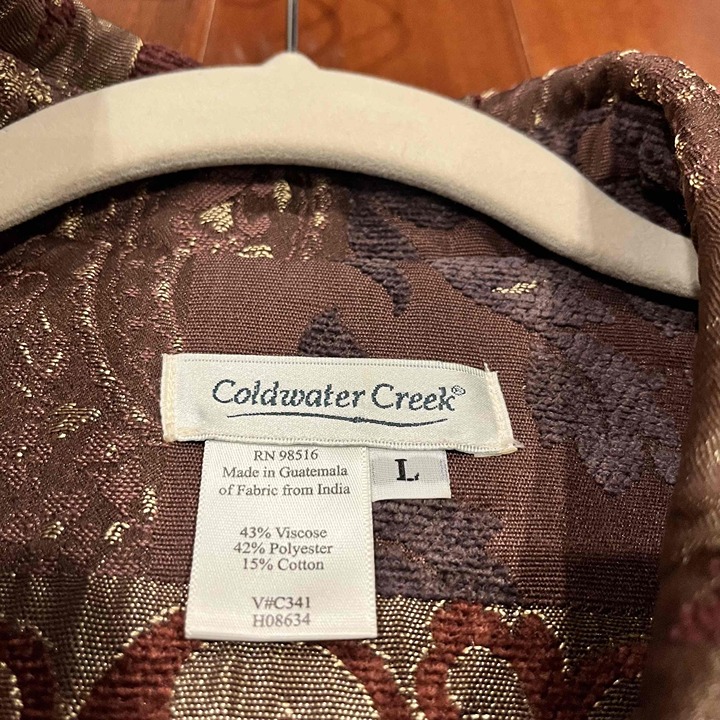 Coldwater Creek®
L
RN 98516
Made in Guatemala
of Fabric from India
43% Viscose
42% Polyester
15% Cotton
V#C341
H08634